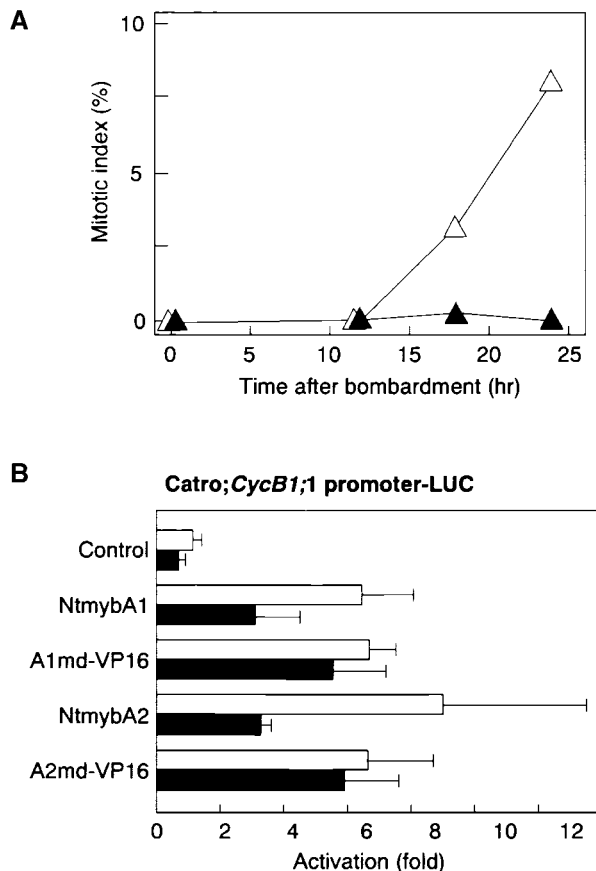 A
10
5
0
Mitotic index (%)
0 5 10 15 20 25
Time after bombardment (hr)
B
Catro;CycB1;1 promoter-LUC
Control
NtmybA1
A1md-VP16
NtmybA2
A2md-VP16
0 2 4 6 8 10 12
Activation (fold)